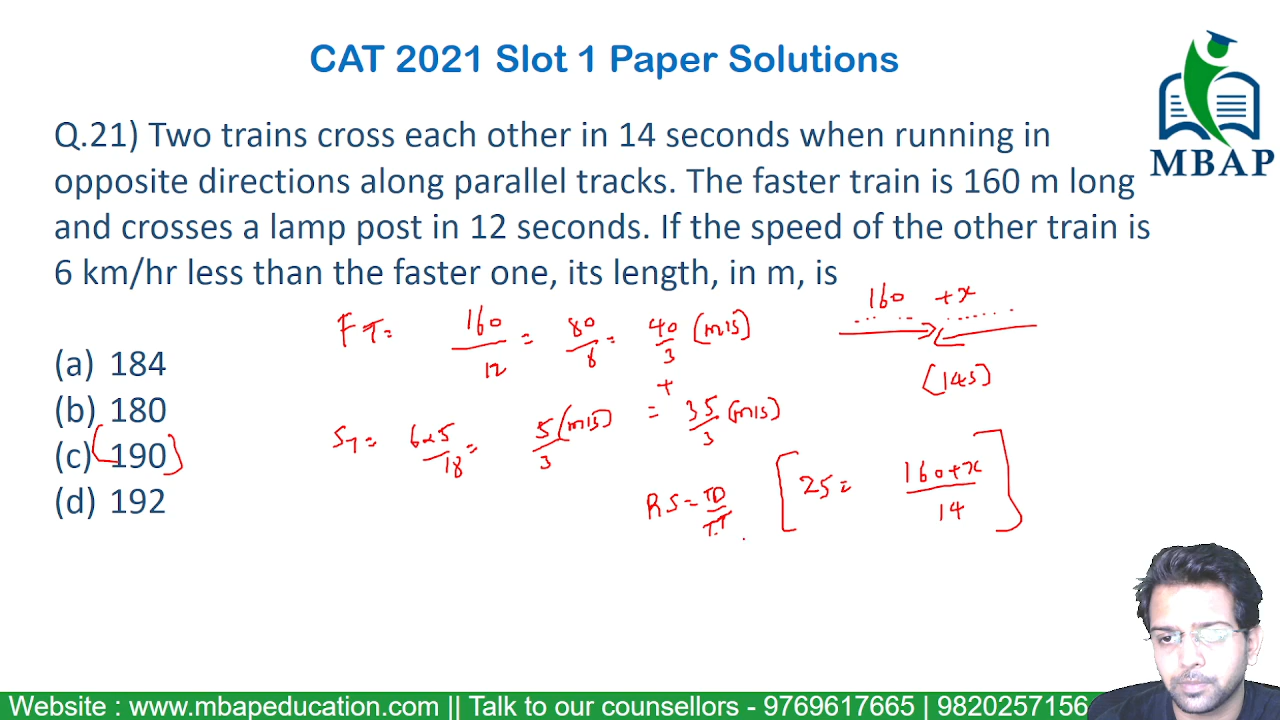 CAT 2021 Slot 1 Paper Solutions
MBAP
Q.21) Two trains cross each other in 14 seconds when running in
opposite directions along parallel tracks. The faster train is 160 m long
and crosses a lamp post in 12 seconds. If the speed of the other train is
6 km/hr less than the faster one, its length, in m, is
160 + x
FT = 160/12 = 80/6 = 40/3 (m/s)
(14s)
(a) 184
+
(b) 180
ST = 6x5/18 = 5/3 (m/s) = 35/3 (m/s)
(c) 190
25 = 160+x/14
(d) 192
RS = TD/TT
Website : www.mbapeducation.com || Talk to our counsellors - 9769617665 | 9820257156